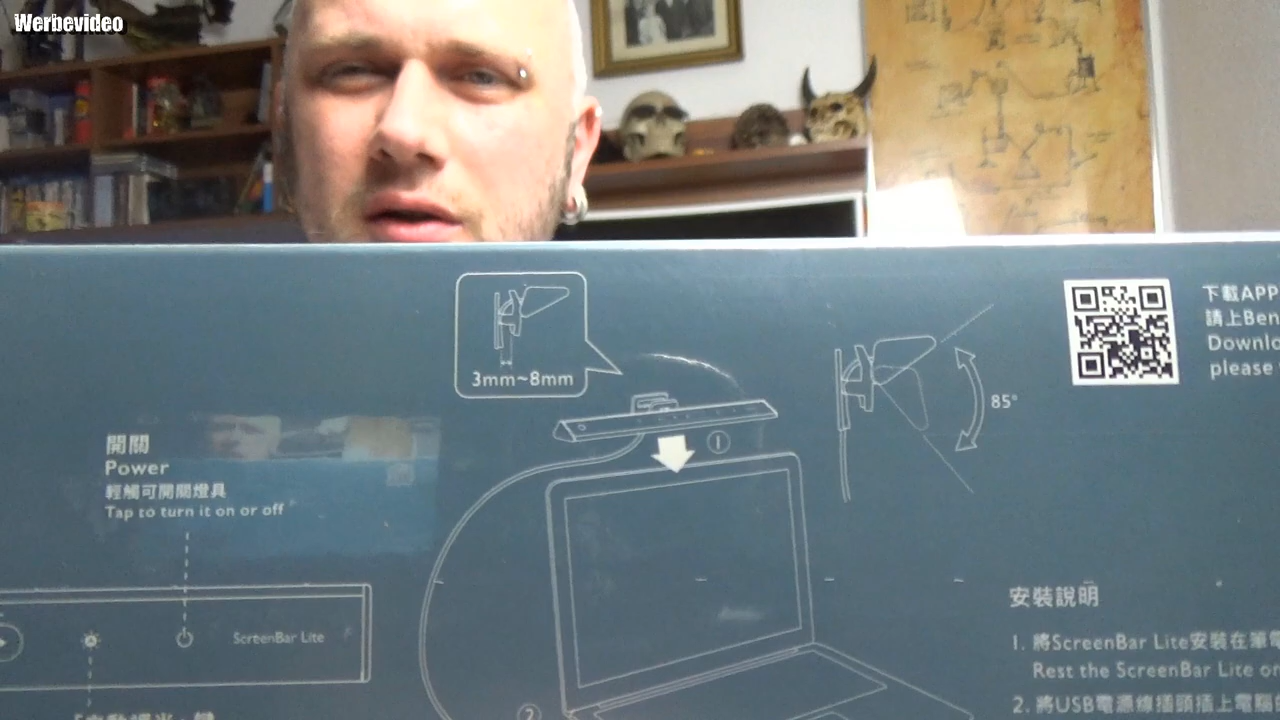 Werbevideo
3mm~8mm
85°
下載APP
請上Ben
Downlo
please
開關
Power
輕觸可開關燈具
Tap to turn it on or off
ScreenBar Lite
①
②
安裝說明
1. 將ScreenBar Lite安裝在筆電
Rest the ScreenBar Lite on
2. 將USB電源線插頭插上電腦